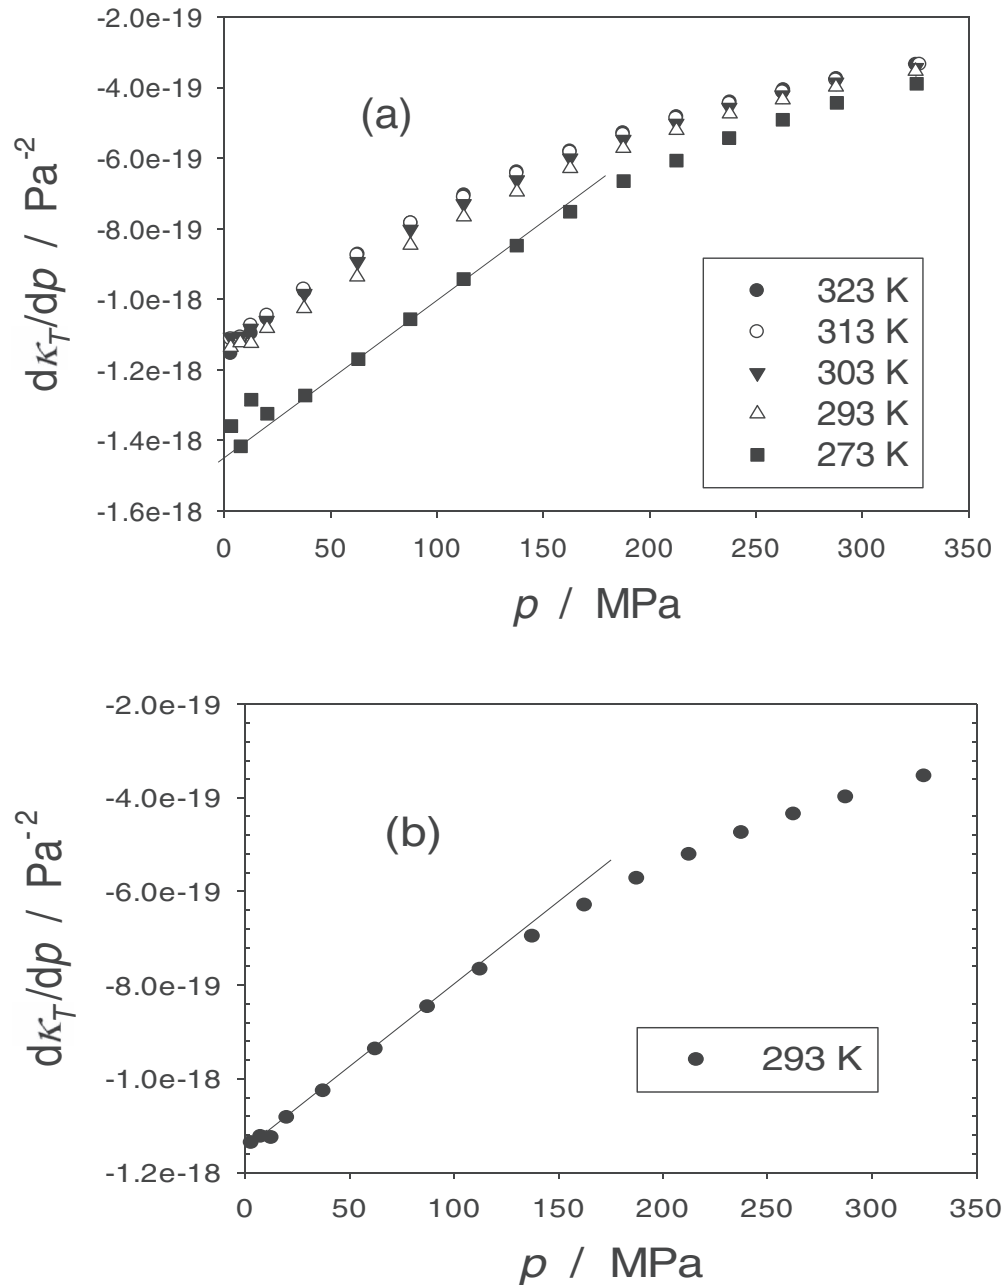 -2.0e-19
-4.0e-19
-6.0e-19
-8.0e-19
-1.0e-18
-1.2e-18
-1.4e-18
-1.6e-18
dκT/dp / Pa-2
(a)
323 K
313 K
303 K
293 K
273 K
0 50 100 150 200 250 300 350
p / MPa
-2.0e-19
-4.0e-19
-6.0e-19
-8.0e-19
-1.0e-18
-1.2e-18
dκT/dp / Pa-2
(b)
293 K
0 50 100 150 200 250 300 350
p / MPa